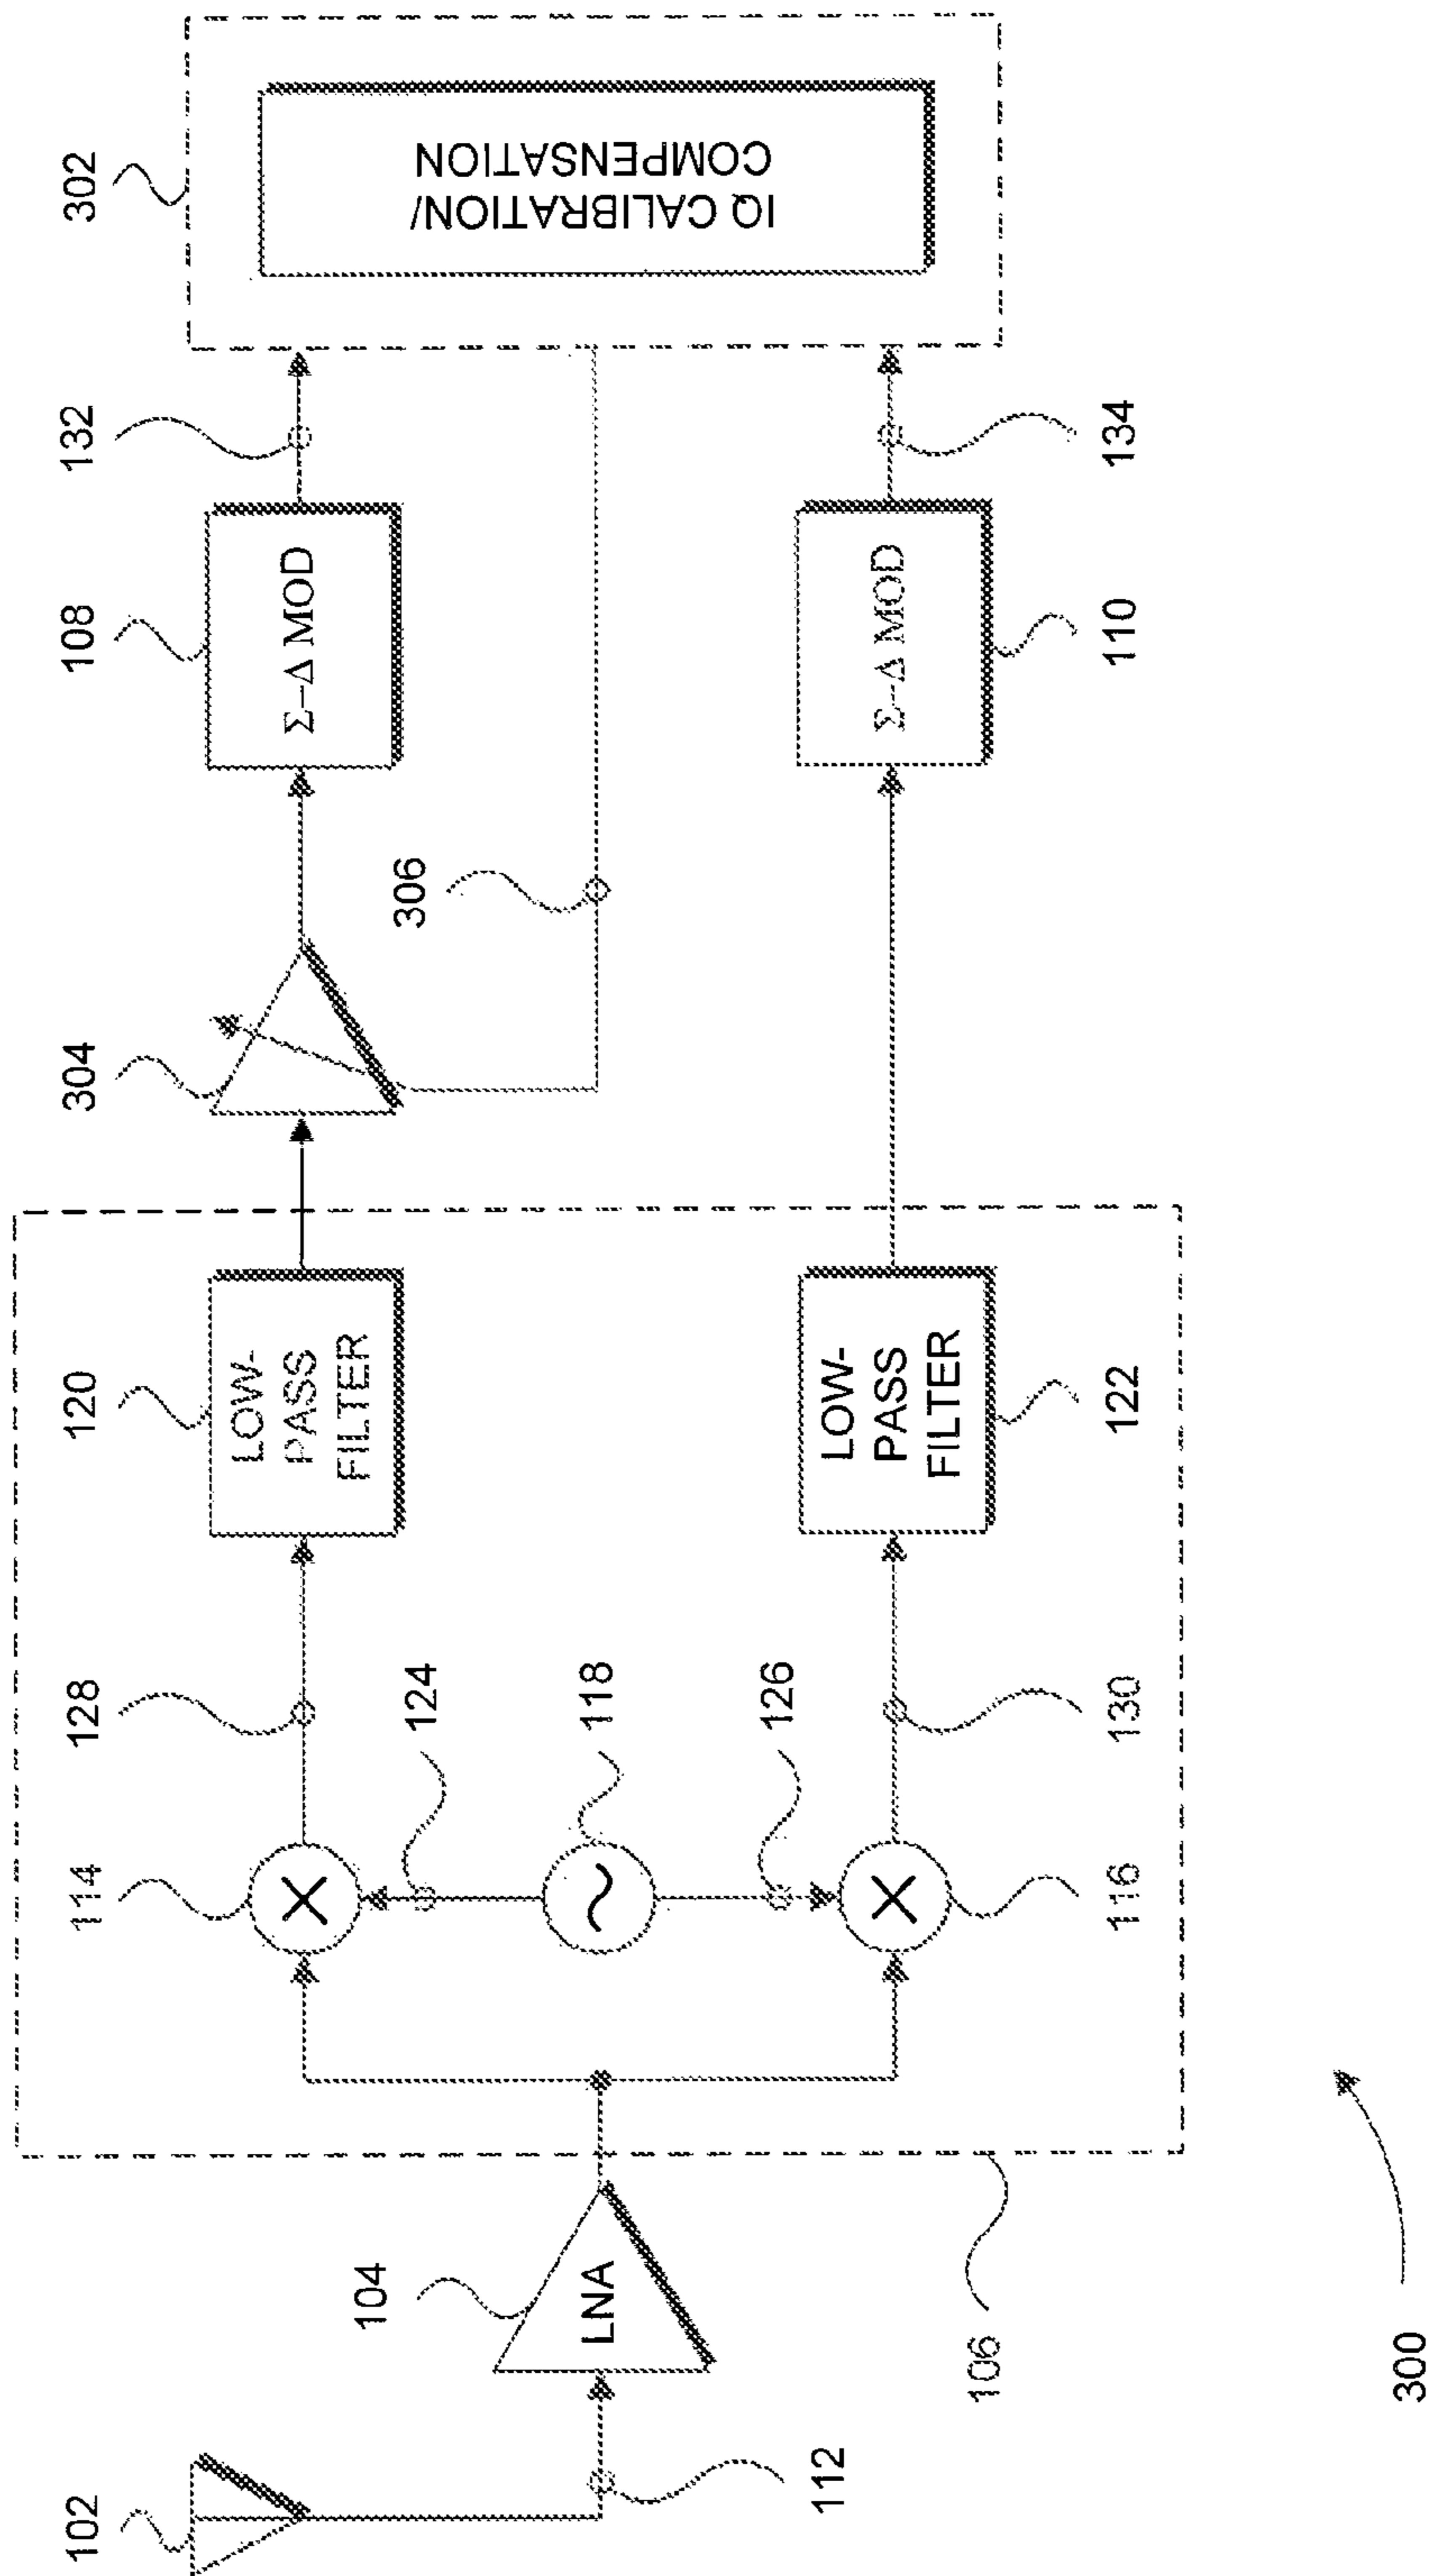 102
114
128
120
304
108
132
302
LOW-
PASS
FILTER
Σ–Δ MOD
104
124
118
126
306
LNA
IQ CALIBRATION/
COMPENSATION
112
LOW-
PASS
FILTER
Σ–Δ MOD
106
116
130
122
110
134
300